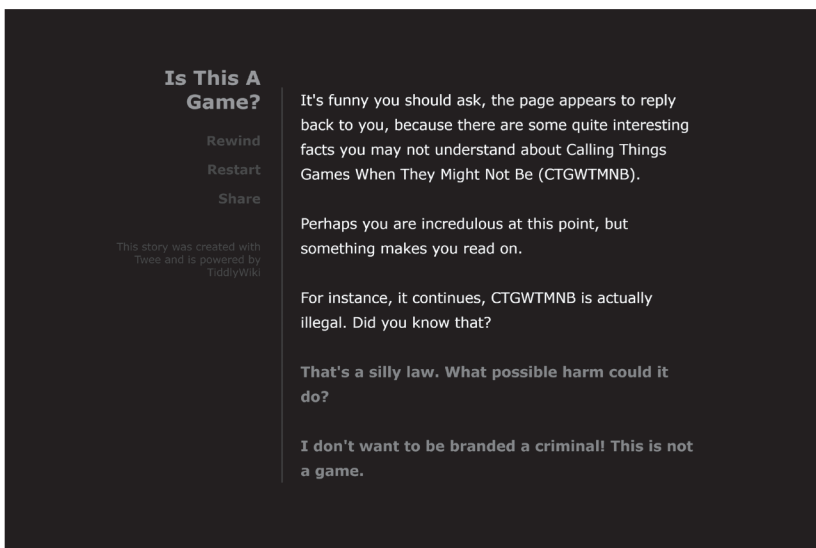 Is This A
Game?
Rewind
Restart
Share
This story was created with
Twee and is powered by
TiddlyWiki
It's funny you should ask, the page appears to reply
back to you, because there are some quite interesting
facts you may not understand about Calling Things
Games When They Might Not Be (CTGWTMNB).
Perhaps you are incredulous at this point, but
something makes you read on.
For instance, it continues, CTGWTMNB is actually
illegal. Did you know that?
That's a silly law. What possible harm could it
do?
I don't want to be branded a criminal! This is not
a game.